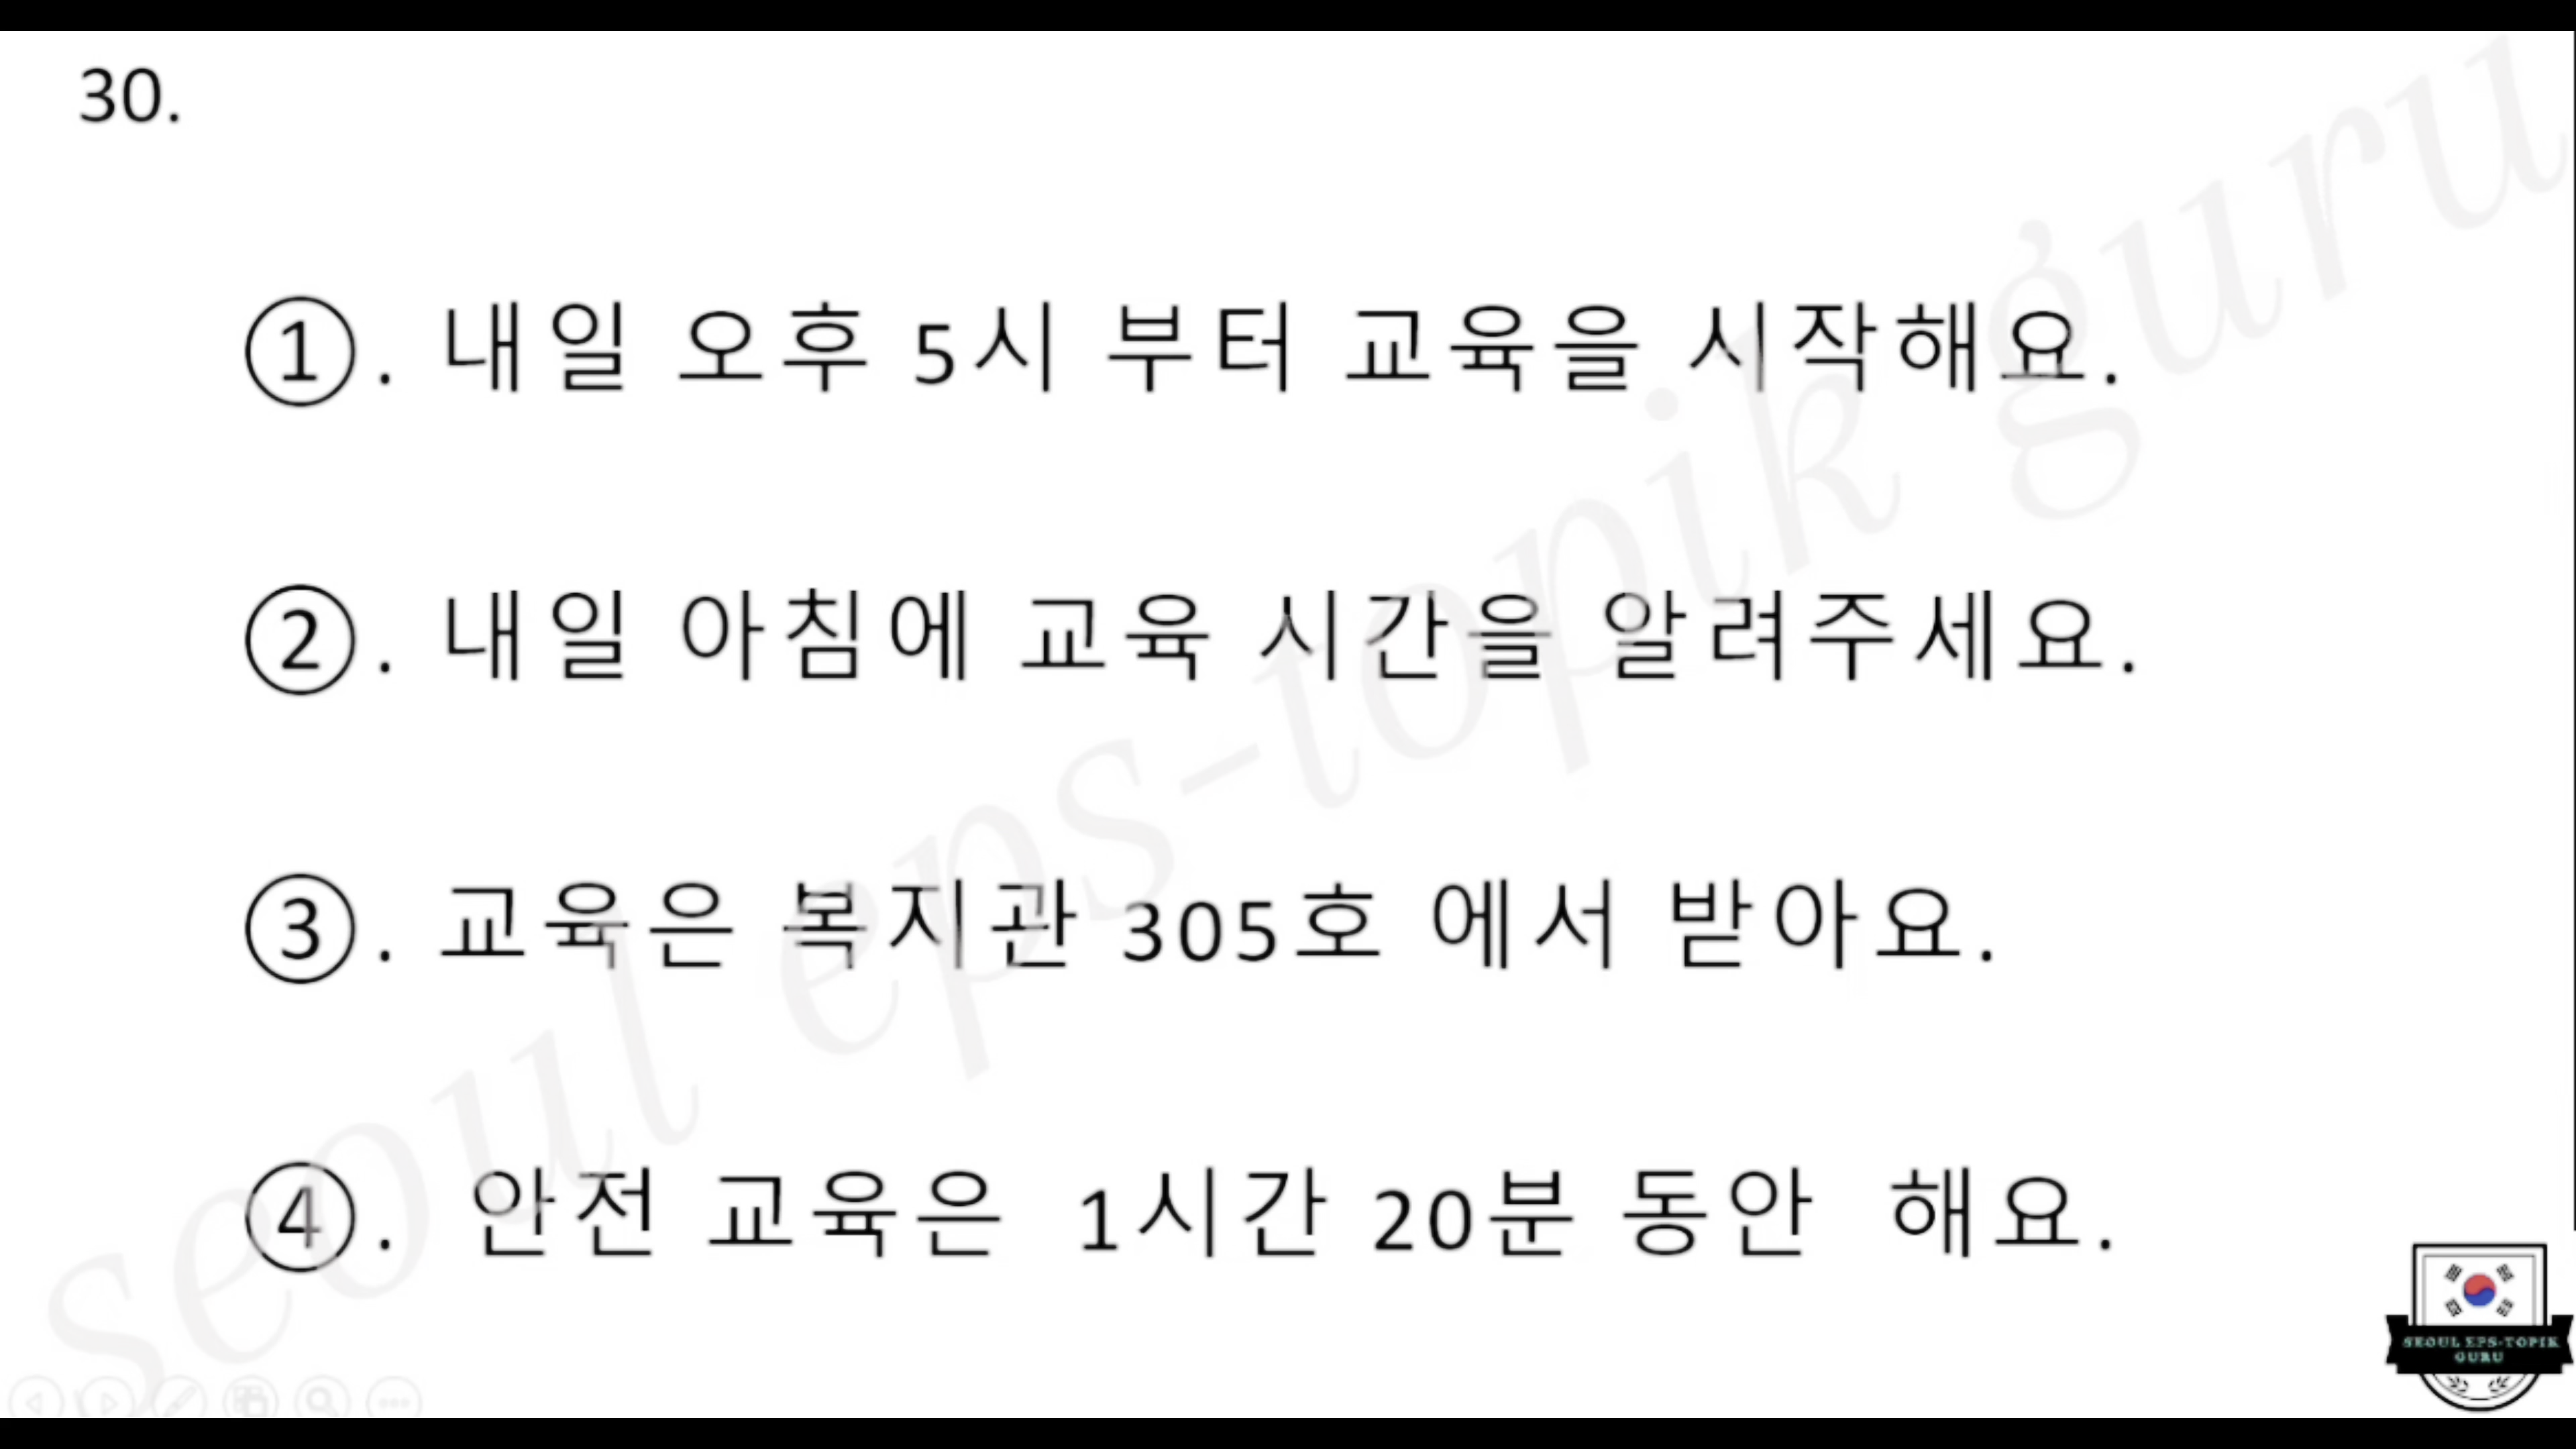 30.
①. 내일 오후 5시 부터 교육을 시작해요.
②. 내일 아침에 교육 시간을 알려주세요.
③. 교육은 복지관 305호 에서 받아요.
④. 안전 교육은 1시간 20분 동안 해요.
seoul eps-topik guru
SEOUL EPS-TOPIK
GURU